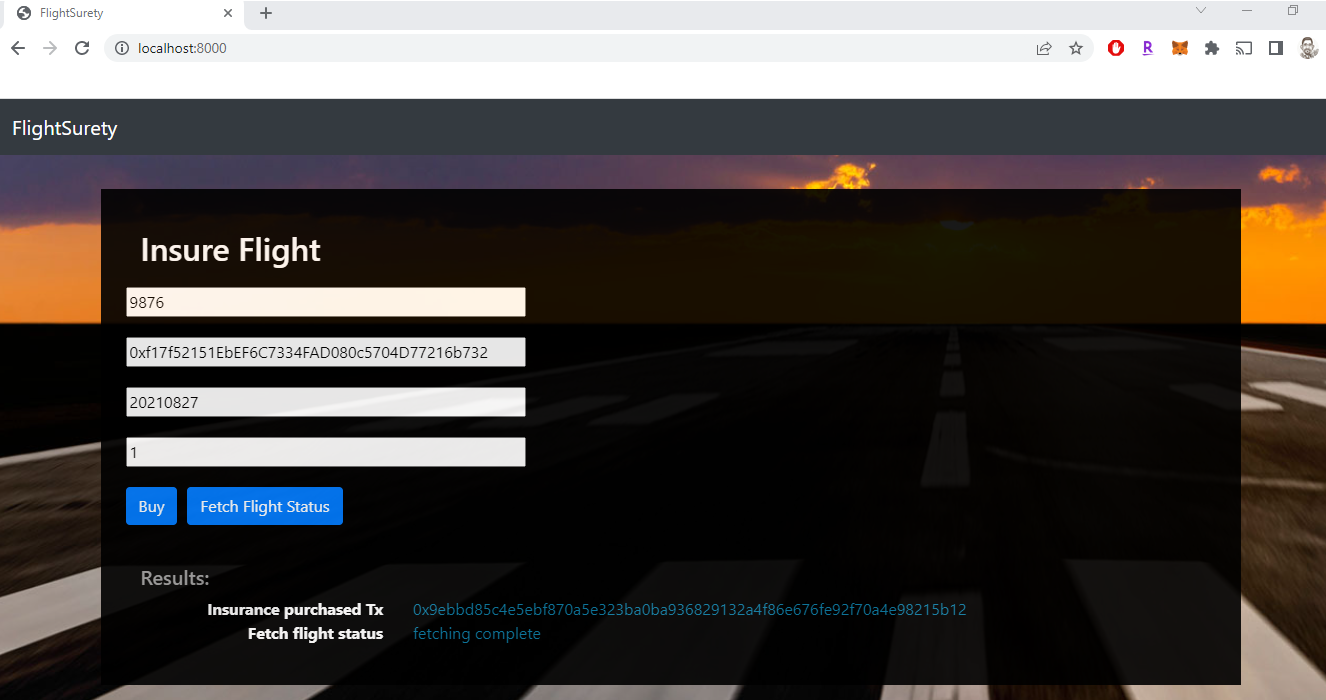 FlightSurety
localhost:8000
FlightSurety
Insure Flight
9876
0xf17f52151EbEF6C7334FAD080c5704D77216b732
20210827
1
Buy Fetch Flight Status
Results:
Insurance purchased Tx 0x9ebbd85c4e5ebf870a5e323ba0ba936829132a4f86e676fe92f70a4e98215b12
Fetch flight status fetching complete